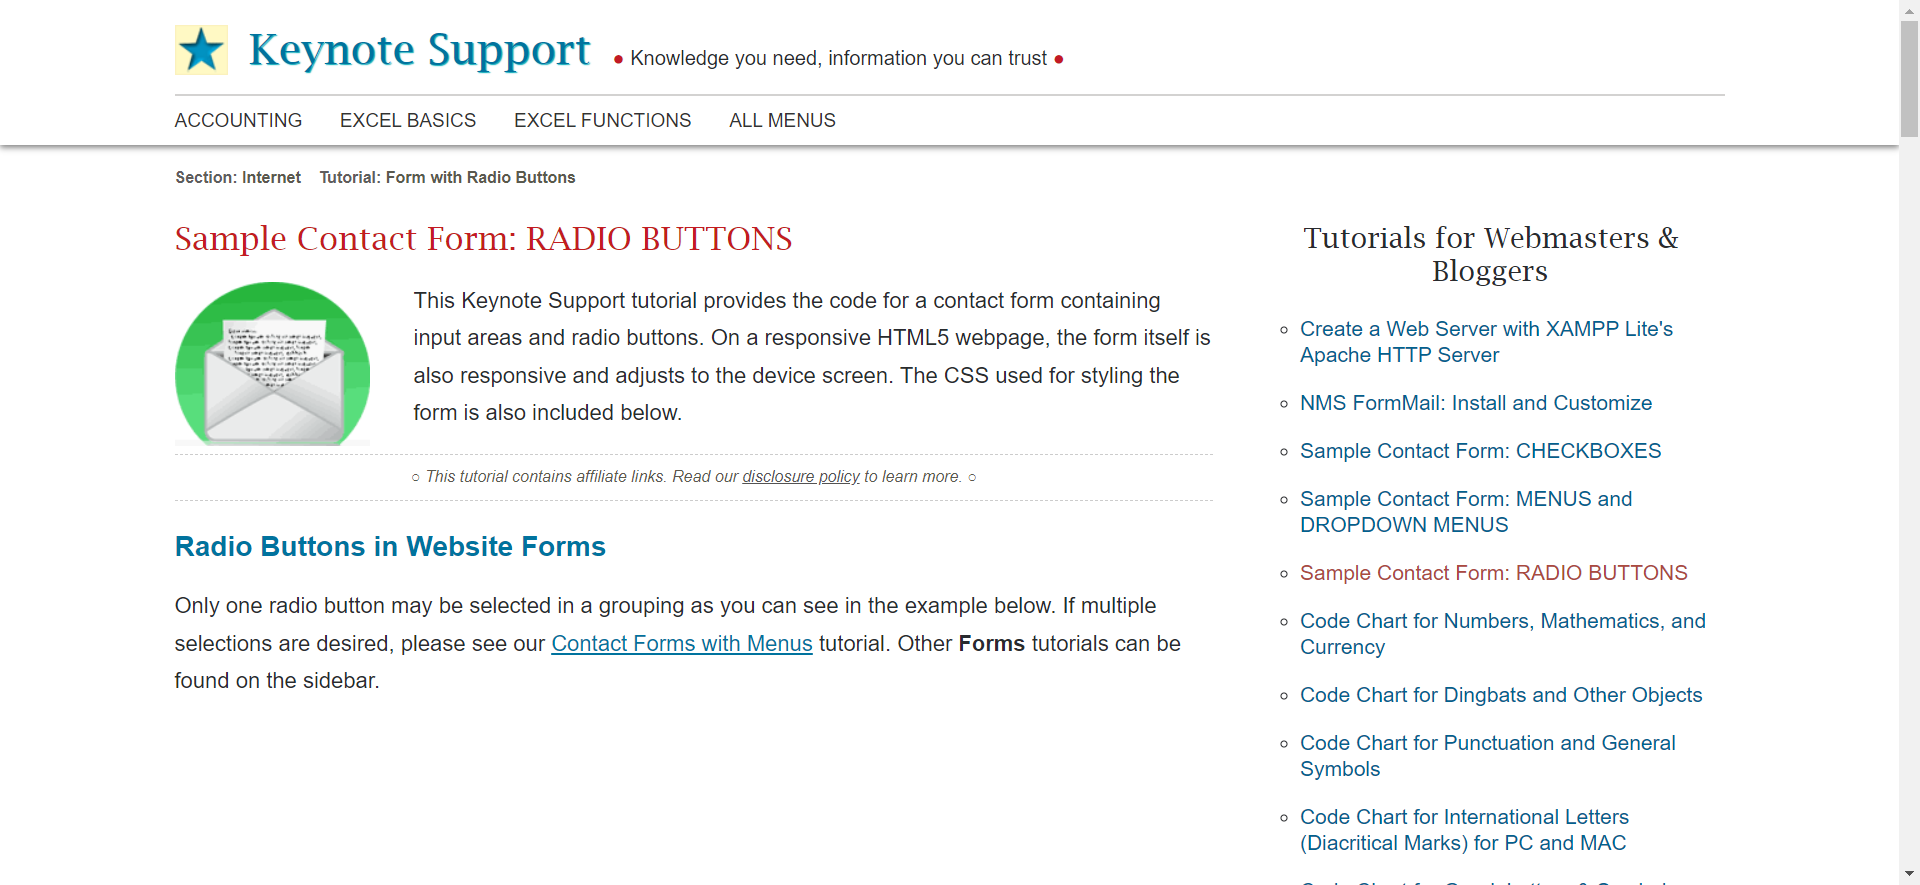 Keynote Support
● Knowledge you need, information you can trust ●
ACCOUNTING EXCEL BASICS EXCEL FUNCTIONS ALL MENUS
Section: Internet Tutorial: Form with Radio Buttons
Sample Contact Form: RADIO BUTTONS
This Keynote Support tutorial provides the code for a contact form containing
input areas and radio buttons. On a responsive HTML5 webpage, the form itself is
also responsive and adjusts to the device screen. The CSS used for styling the
form is also included below.
○ This tutorial contains affiliate links. Read our disclosure policy to learn more. ○
Radio Buttons in Website Forms
Only one radio button may be selected in a grouping as you can see in the example below. If multiple
selections are desired, please see our Contact Forms with Menus tutorial. Other Forms tutorials can be
found on the sidebar.
Tutorials for Webmasters &
Bloggers
Create a Web Server with XAMPP Lite's
Apache HTTP Server
NMS FormMail: Install and Customize
Sample Contact Form: CHECKBOXES
Sample Contact Form: MENUS and
DROPDOWN MENUS
Sample Contact Form: RADIO BUTTONS
Code Chart for Numbers, Mathematics, and
Currency
Code Chart for Dingbats and Other Objects
Code Chart for Punctuation and General
Symbols
Code Chart for International Letters
(Diacritical Marks) for PC and MAC